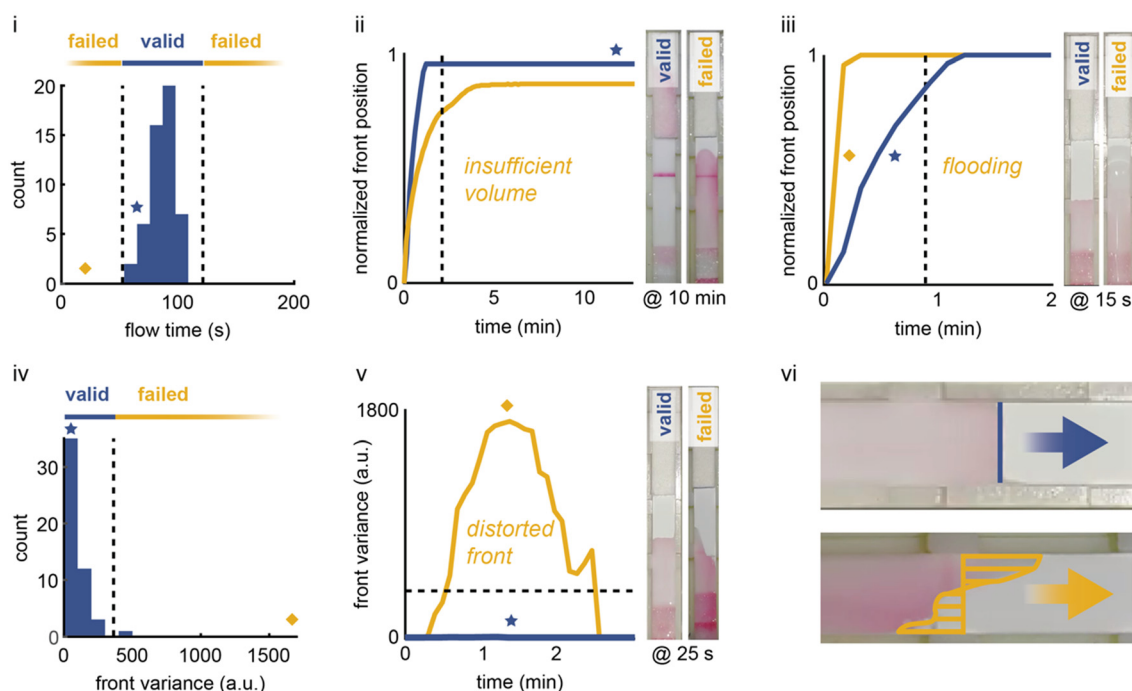 i
failed valid failed
20
15
10
5
0
count
0 100 200
flow time (s)
ii
1
0
normalized front position
insufficient
volume
0 5 10
time (min)
valid
failed
@ 10 min
iii
1
0
normalized front position
flooding
0 1 2
time (min)
valid
failed
@ 15 s
iv
valid failed
30
20
10
0
count
0 500 1000 1500
front variance (a.u.)
v
1800
0
front variance (a.u.)
distorted
front
0 1 2
time (min)
valid
failed
@ 25 s
vi